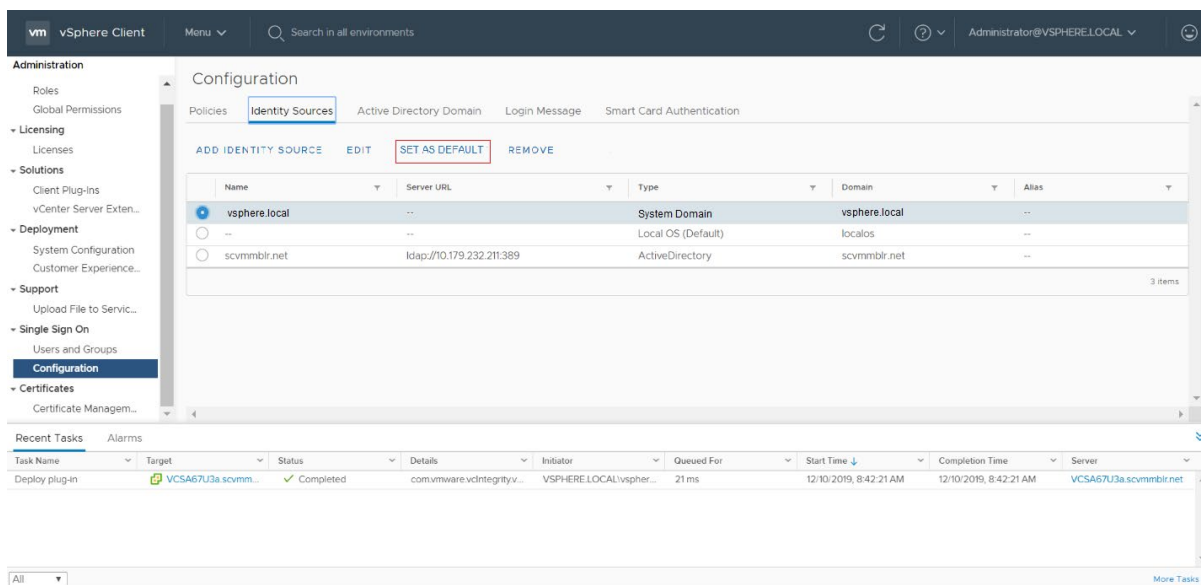 vm vSphere Client Menu Search in all environments Administrator@VSPHERE.LOCAL
Administration
Roles
Global Permissions
Licensing
Licenses
Solutions
Client Plug-Ins
vCenter Server Exten...
Deployment
System Configuration
Customer Experience...
Support
Upload File to Servic...
Single Sign On
Users and Groups
Configuration
Certificates
Certificate Managem...
Configuration
Policies Identity Sources Active Directory Domain Login Message Smart Card Authentication
ADD IDENTITY SOURCE EDIT SET AS DEFAULT REMOVE
Name Server URL Type Domain Alias
vsphere.local -- System Domain vsphere.local --
-- -- Local OS (Default) localos --
scvmmblr.net ldap://10.179.232.211:389 ActiveDirectory scvmmblr.net --
3 items
Recent Tasks Alarms
Task Name Target Status Details Initiator Queued For Start Time Completion Time Server
Deploy plug-in VCSA67U3a.scvmm... Completed com.vmware.vcIntegrity.v... VSPHERE.LOCAL\vspher... 21 ms 12/10/2019, 8:42:21 AM 12/10/2019, 8:42:21 AM VCSA67U3a.scvmmblr.net
All More Tasks